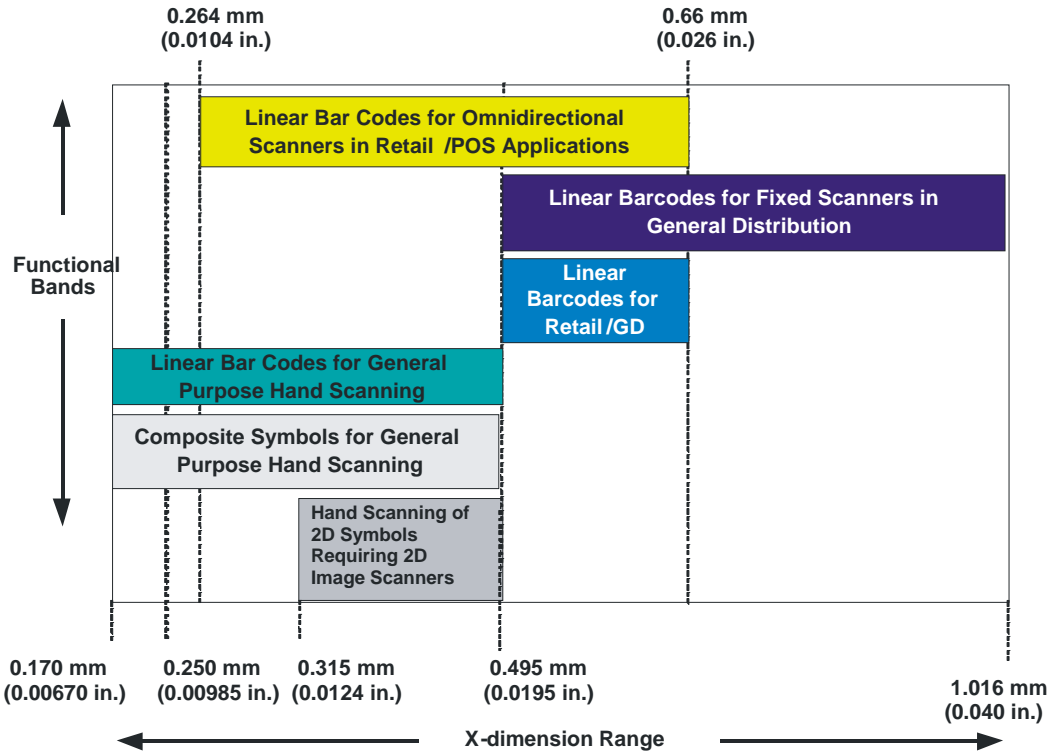 0.264 mm
(0.0104 in.)
0.66 mm
(0.026 in.)
Linear Bar Codes for Omnidirectional
Scanners in Retail /POS Applications
Linear Barcodes for Fixed Scanners in
General Distribution
Functional
Bands
Linear
Barcodes for
Retail /GD
Linear Bar Codes for General
Purpose Hand Scanning
Composite Symbols for General
Purpose Hand Scanning
Hand Scanning of
2D Symbols
Requiring 2D
Image Scanners
0.170 mm
(0.00670 in.)
0.250 mm
(0.00985 in.)
0.315 mm
(0.0124 in.)
0.495 mm
(0.0195 in.)
1.016 mm
(0.040 in.)
X-dimension Range